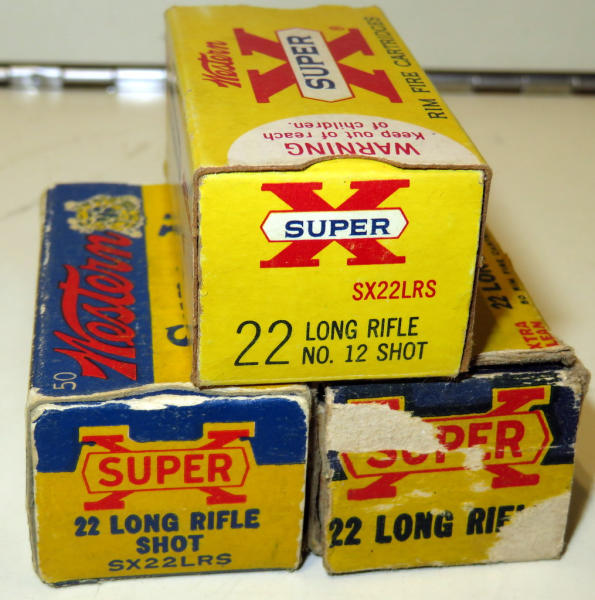 Western
SUPER X
RIM FIRE CARTRIDGES
WARNING
Keep out of reach
of children.
SUPER X
SX22LRS
22 LONG RIFLE
NO. 12 SHOT
Western
50
SUPER X
22 LONG RIFLE
SHOT
SX22LRS
22 LONG
SUPER X
22 LONG RIF